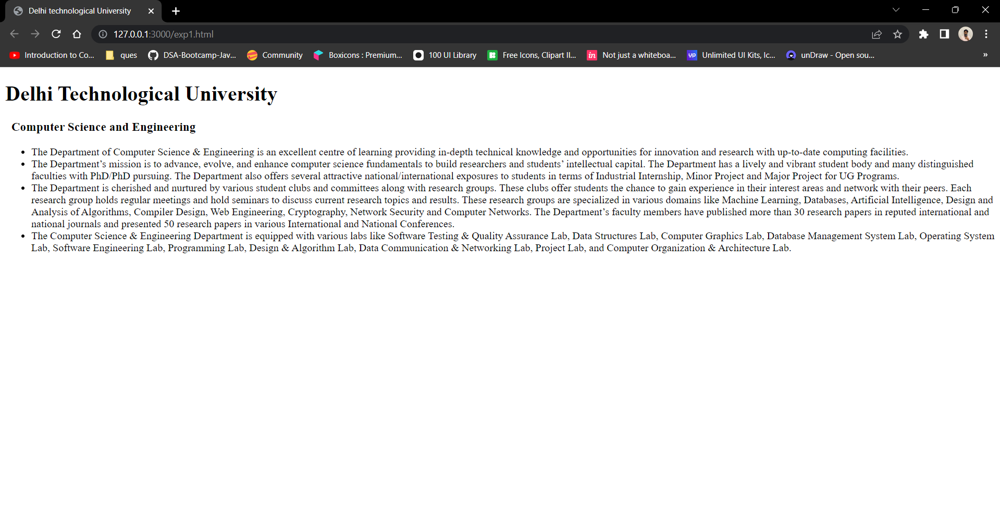 Delhi technological University
127.0.0.1:3000/exp1.html
Introduction to Co... ques DSA-Bootcamp-Jav... Community Boxicons : Premium... 100 UI Library Free Icons, Clipart Il... Not just a whiteboa... Unlimited UI Kits, Ic... unDraw - Open sou... »
Delhi Technological University
Computer Science and Engineering
• The Department of Computer Science & Engineering is an excellent centre of learning providing in-depth technical knowledge and opportunities for innovation and research with up-to-date computing facilities.
• The Department’s mission is to advance, evolve, and enhance computer science fundamentals to build researchers and students’ intellectual capital. The Department has a lively and vibrant student body and many distinguished
faculties with PhD/PhD pursuing. The Department also offers several attractive national/international exposures to students in terms of Industrial Internship, Minor Project and Major Project for UG Programs.
• The Department is cherished and nurtured by various student clubs and committees along with research groups. These clubs offer students the chance to gain experience in their interest areas and network with their peers. Each
research group holds regular meetings and hold seminars to discuss current research topics and results. These research groups are specialized in various domains like Machine Learning, Databases, Artificial Intelligence, Design and
Analysis of Algorithms, Compiler Design, Web Engineering, Cryptography, Network Security and Computer Networks. The Department’s faculty members have published more than 30 research papers in reputed international and
national journals and presented 50 research papers in various International and National Conferences.
• The Computer Science & Engineering Department is equipped with various labs like Software Testing & Quality Assurance Lab, Data Structures Lab, Computer Graphics Lab, Database Management System Lab, Operating System
Lab, Software Engineering Lab, Programming Lab, Design & Algorithm Lab, Data Communication & Networking Lab, Project Lab, and Computer Organization & Architecture Lab.